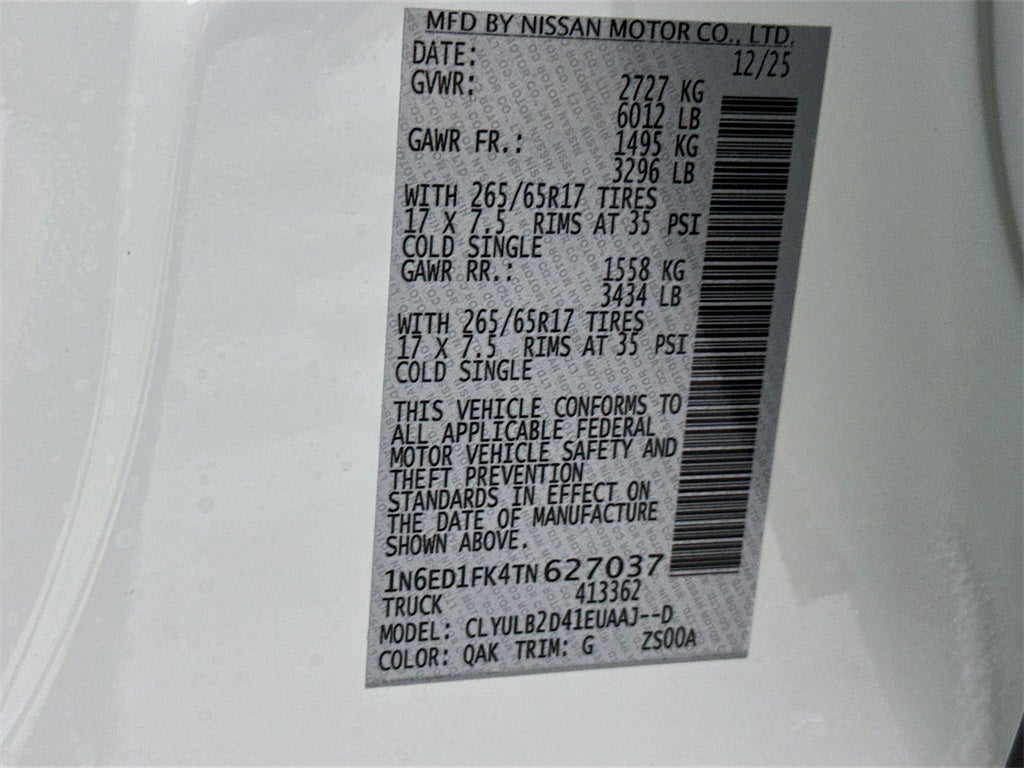 MFD BY NISSAN MOTOR CO., LTD.
DATE: 12/25
GVWR: 2727 KG
6012 LB
GAWR FR.: 1495 KG
3296 LB
WITH 265/65R17 TIRES
17 X 7.5 RIMS AT 35 PSI
COLD SINGLE
GAWR RR.: 1558 KG
3434 LB
WITH 265/65R17 TIRES
17 X 7.5 RIMS AT 35 PSI
COLD SINGLE
THIS VEHICLE CONFORMS TO
ALL APPLICABLE FEDERAL
MOTOR VEHICLE SAFETY AND
THEFT PREVENTION
STANDARDS IN EFFECT ON
THE DATE OF MANUFACTURE
SHOWN ABOVE.
1N6ED1FK4TN627037
TRUCK 413362
MODEL: CLYULB2D41EUAAJ--D
COLOR: QAK TRIM: G ZS00A